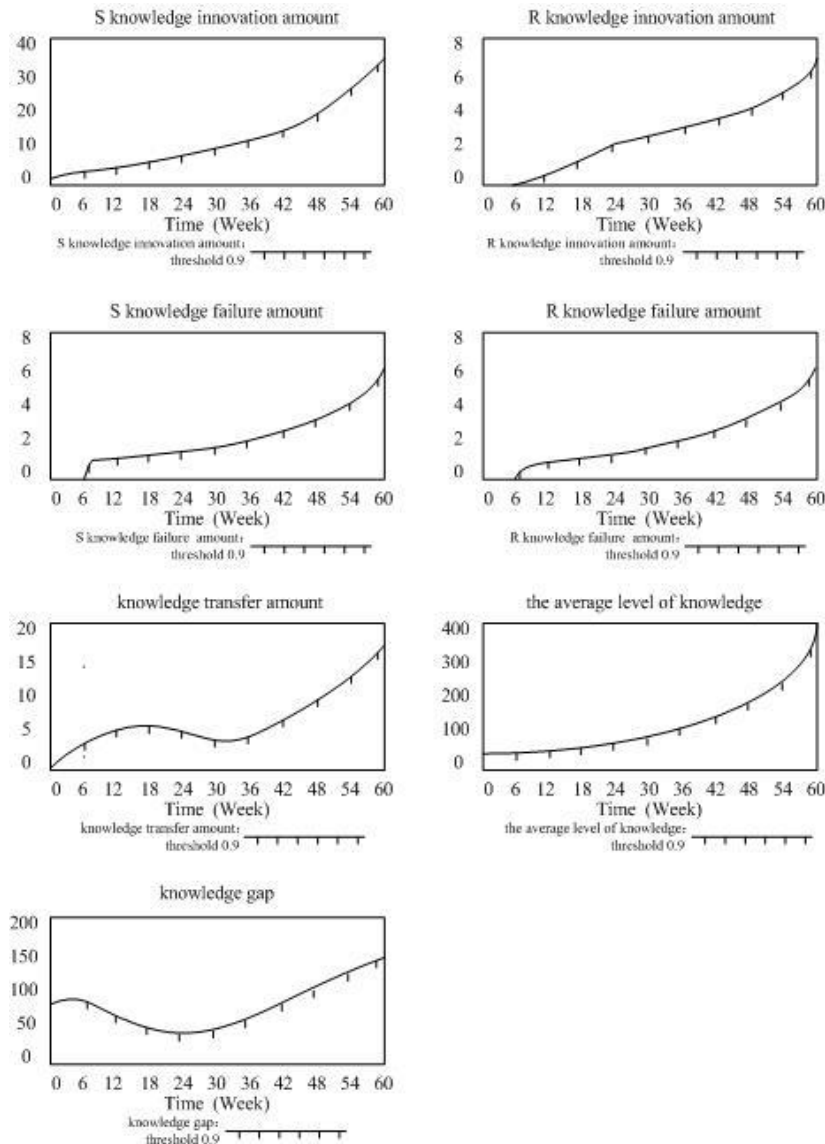 S knowledge innovation amount
40
30
20
10
0
0 6 12 18 24 30 36 42 48 54 60
Time (Week)
S knowledge innovation amount:
threshold 0.9
R knowledge innovation amount
8
6
4
2
0
0 6 12 18 24 30 36 42 48 54 60
Time (Week)
R knowledge innovation amount:
threshold 0.9
S knowledge failure amount
8
6
4
2
0
0 6 12 18 24 30 36 42 48 54 60
Time (Week)
S knowledge failure amount:
threshold 0.9
R knowledge failure amount
8
6
4
2
0
0 6 12 18 24 30 36 42 48 54 60
Time (Week)
R knowledge failure amount:
threshold 0.9
knowledge transfer amount
20
15
10
5
0
0 6 12 18 24 30 36 42 48 54 60
Time (Week)
knowledge transfer amount:
threshold 0.9
the average level of knowledge
400
300
200
100
0
0 6 12 18 24 30 36 42 48 54 60
Time (Week)
the average level of knowledge:
threshold 0.9
knowledge gap
200
150
100
50
0
0 6 12 18 24 30 36 42 48 54 60
Time (Week)
knowledge gap:
threshold 0.9